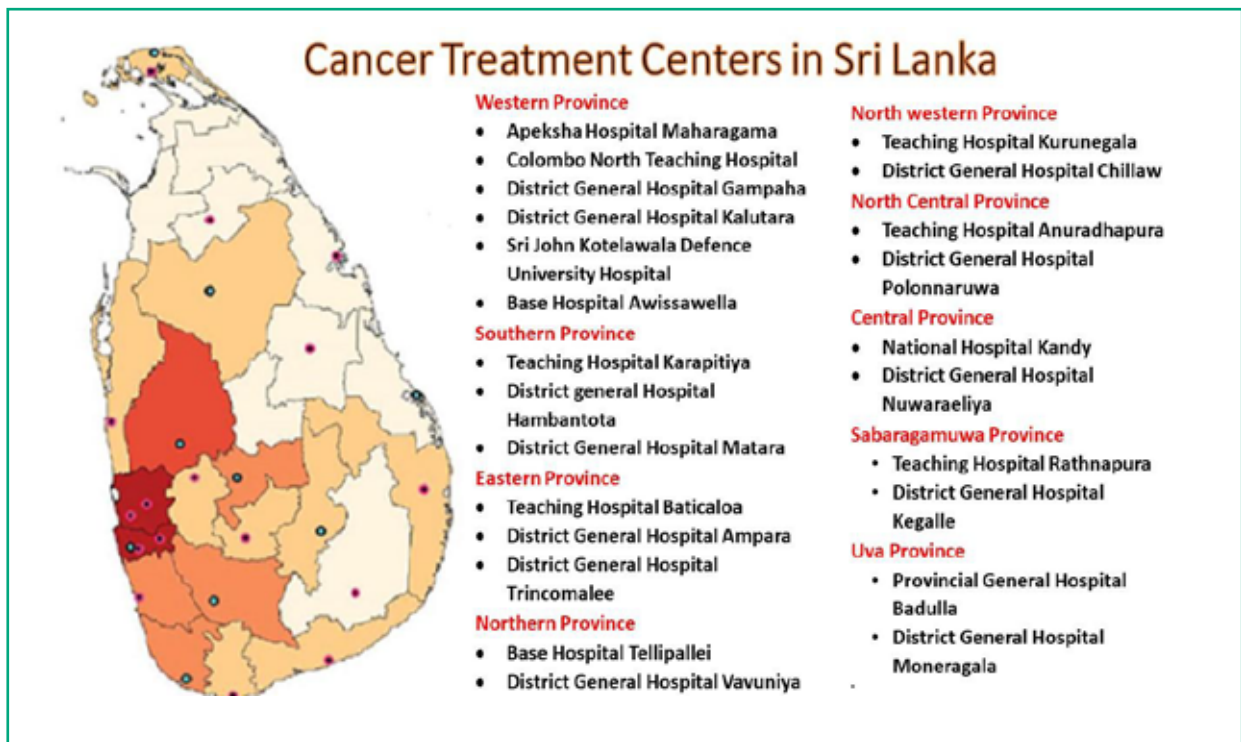 Cancer Treatment Centers in Sri Lanka
Western Province
• Apeksha Hospital Maharagama
• Colombo North Teaching Hospital
• District General Hospital Gampaha
• District General Hospital Kalutara
• Sri John Kotelawala Defence
University Hospital
• Base Hospital Awissawella
Southern Province
• Teaching Hospital Karapitiya
• District general Hospital
Hambantota
• District General Hospital Matara
Eastern Province
• Teaching Hospital Baticaloa
• District General Hospital Ampara
• District General Hospital
Trincomalee
Northern Province
• Base Hospital Tellipallei
• District General Hospital Vavuniya
North western Province
• Teaching Hospital Kurunegala
• District General Hospital Chillaw
North Central Province
• Teaching Hospital Anuradhapura
• District General Hospital
Polonnaruwa
Central Province
• National Hospital Kandy
• District General Hospital
Nuwaraeliya
Sabaragamuwa Province
• Teaching Hospital Rathnapura
• District General Hospital
Kegalle
Uva Province
• Provincial General Hospital
Badulla
• District General Hospital
Moneragala
.